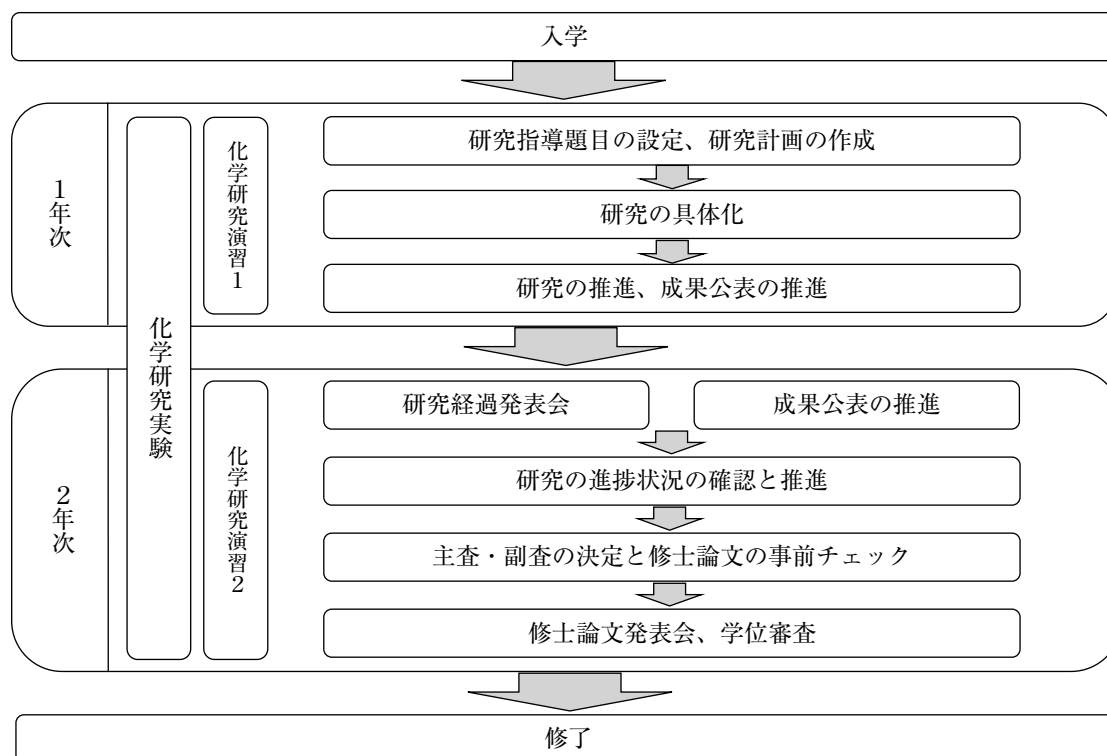 入学
1年次
化学研究実験
化学研究演習1
研究指導題目の設定、研究計画の作成
研究の具体化
研究の推進、成果公表の推進
2年次
化学研究演習2
研究経過発表会
成果公表の推進
研究の進捗状況の確認と推進
主査・副査の決定と修士論文の事前チェック
修士論文発表会、学位審査
修了